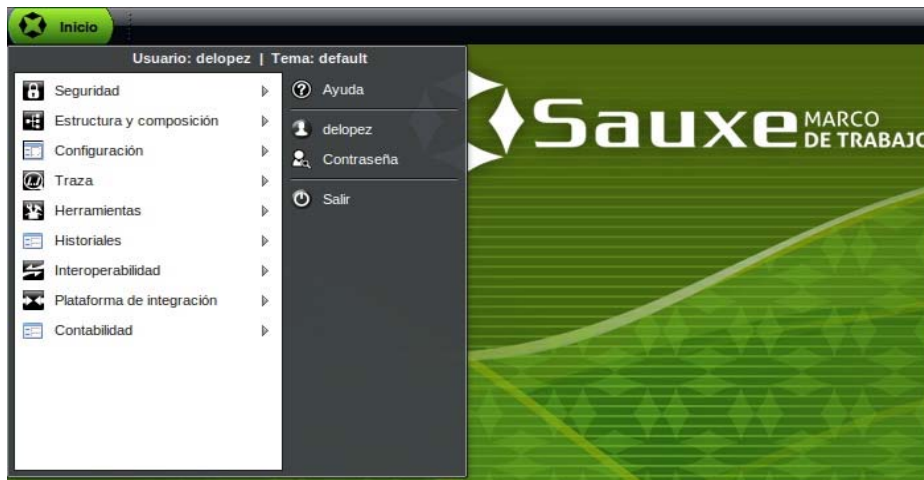 Inicio
Usuario: delopez | Tema: default
Seguridad
Estructura y composición
Configuración
Traza
Herramientas
Historiales
Interoperabilidad
Plataforma de integración
Contabilidad
Ayuda
delopez
Contraseña
Salir
Sauxe MARCO
DE TRABAJO